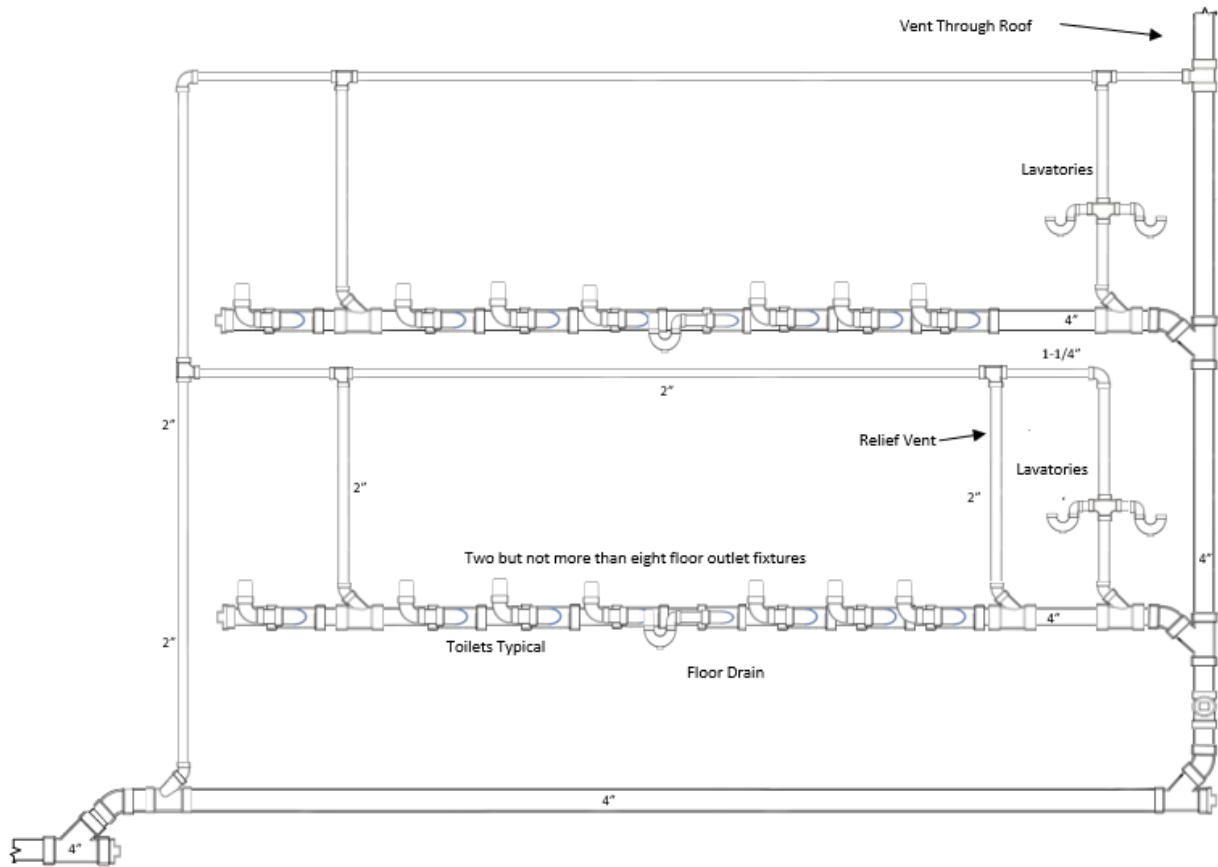 Vent Through Roof
Lavatories
4"
1-1/4"
2"
2"
Relief Vent
Lavatories
2"
2"
Two but not more than eight floor outlet fixtures
4"
4"
2"
Toilets Typical
Floor Drain
4"
4"